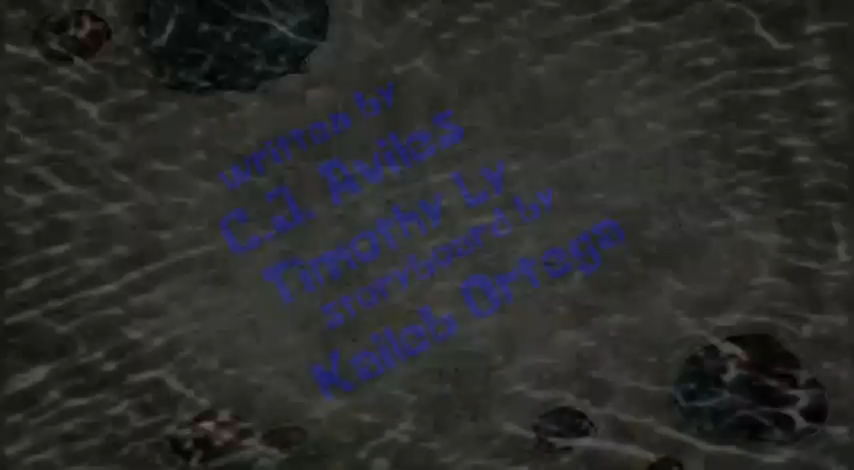 written by
C.J. Aviles
Timothy Ly
storyboard by
Kaileb Ortega